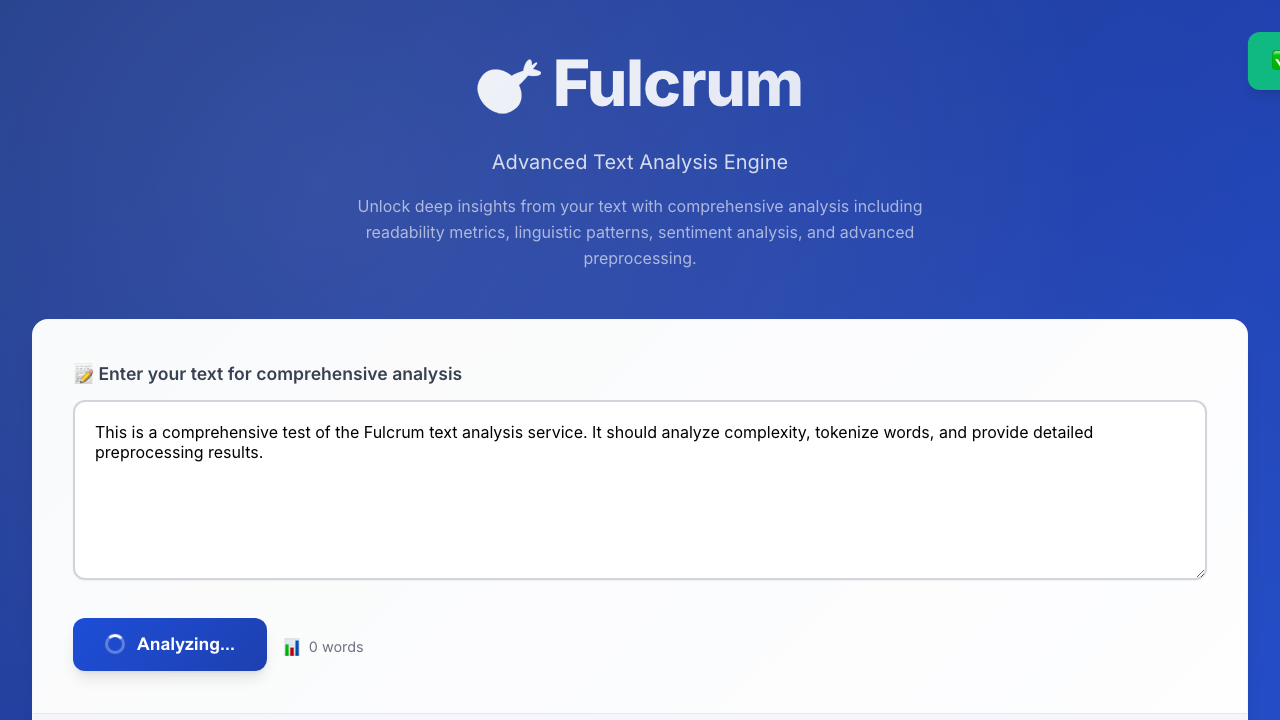 Fulcrum
Advanced Text Analysis Engine
Unlock deep insights from your text with comprehensive analysis including
readability metrics, linguistic patterns, sentiment analysis, and advanced
preprocessing.
Enter your text for comprehensive analysis
This is a comprehensive test of the Fulcrum text analysis service. It should analyze complexity, tokenize words, and provide detailed
preprocessing results.
Analyzing...
0 words